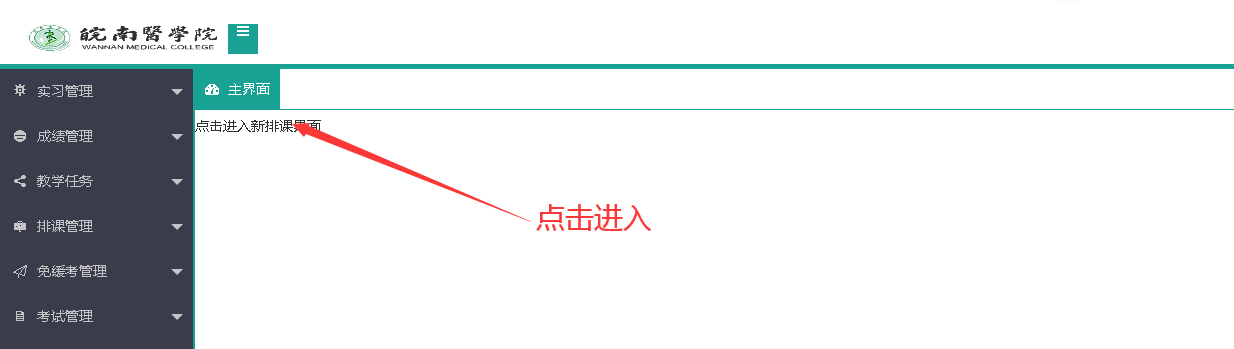 皖南醫學院
WANNAN MEDICAL COLLEGE
主界面
实习管理
成绩管理
教学任务
排课管理
免缓考管理
考试管理
点击进入新排课界面
点击进入